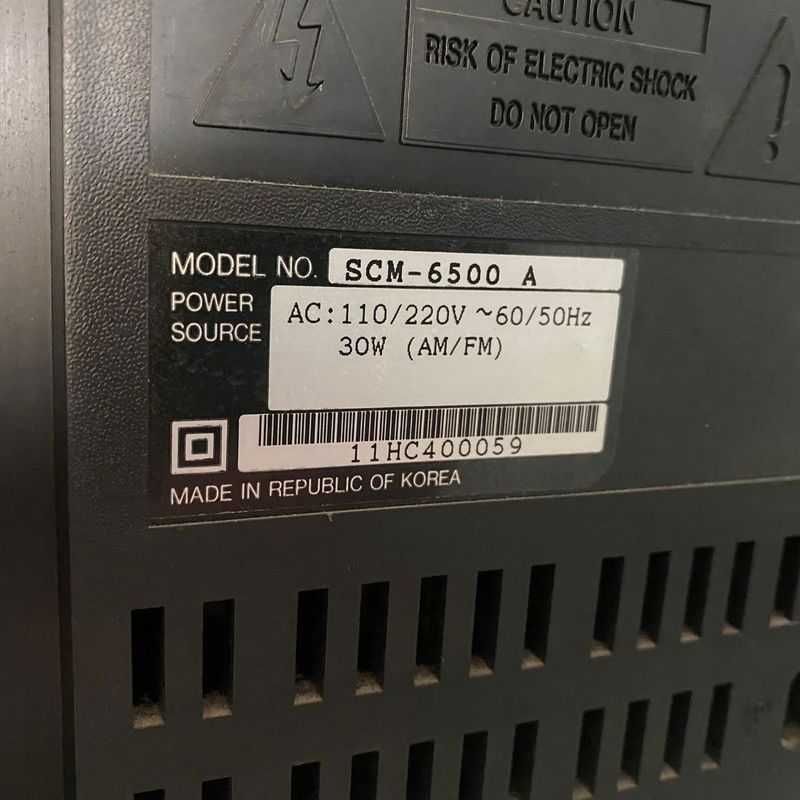 CAUTION
RISK OF ELECTRIC SHOCK
DO NOT OPEN
!
MODEL NO. SCM-6500 A
POWER SOURCE
AC:110/220V ~60/50Hz
30W (AM/FM)
11HC400059
MADE IN REPUBLIC OF KOREA